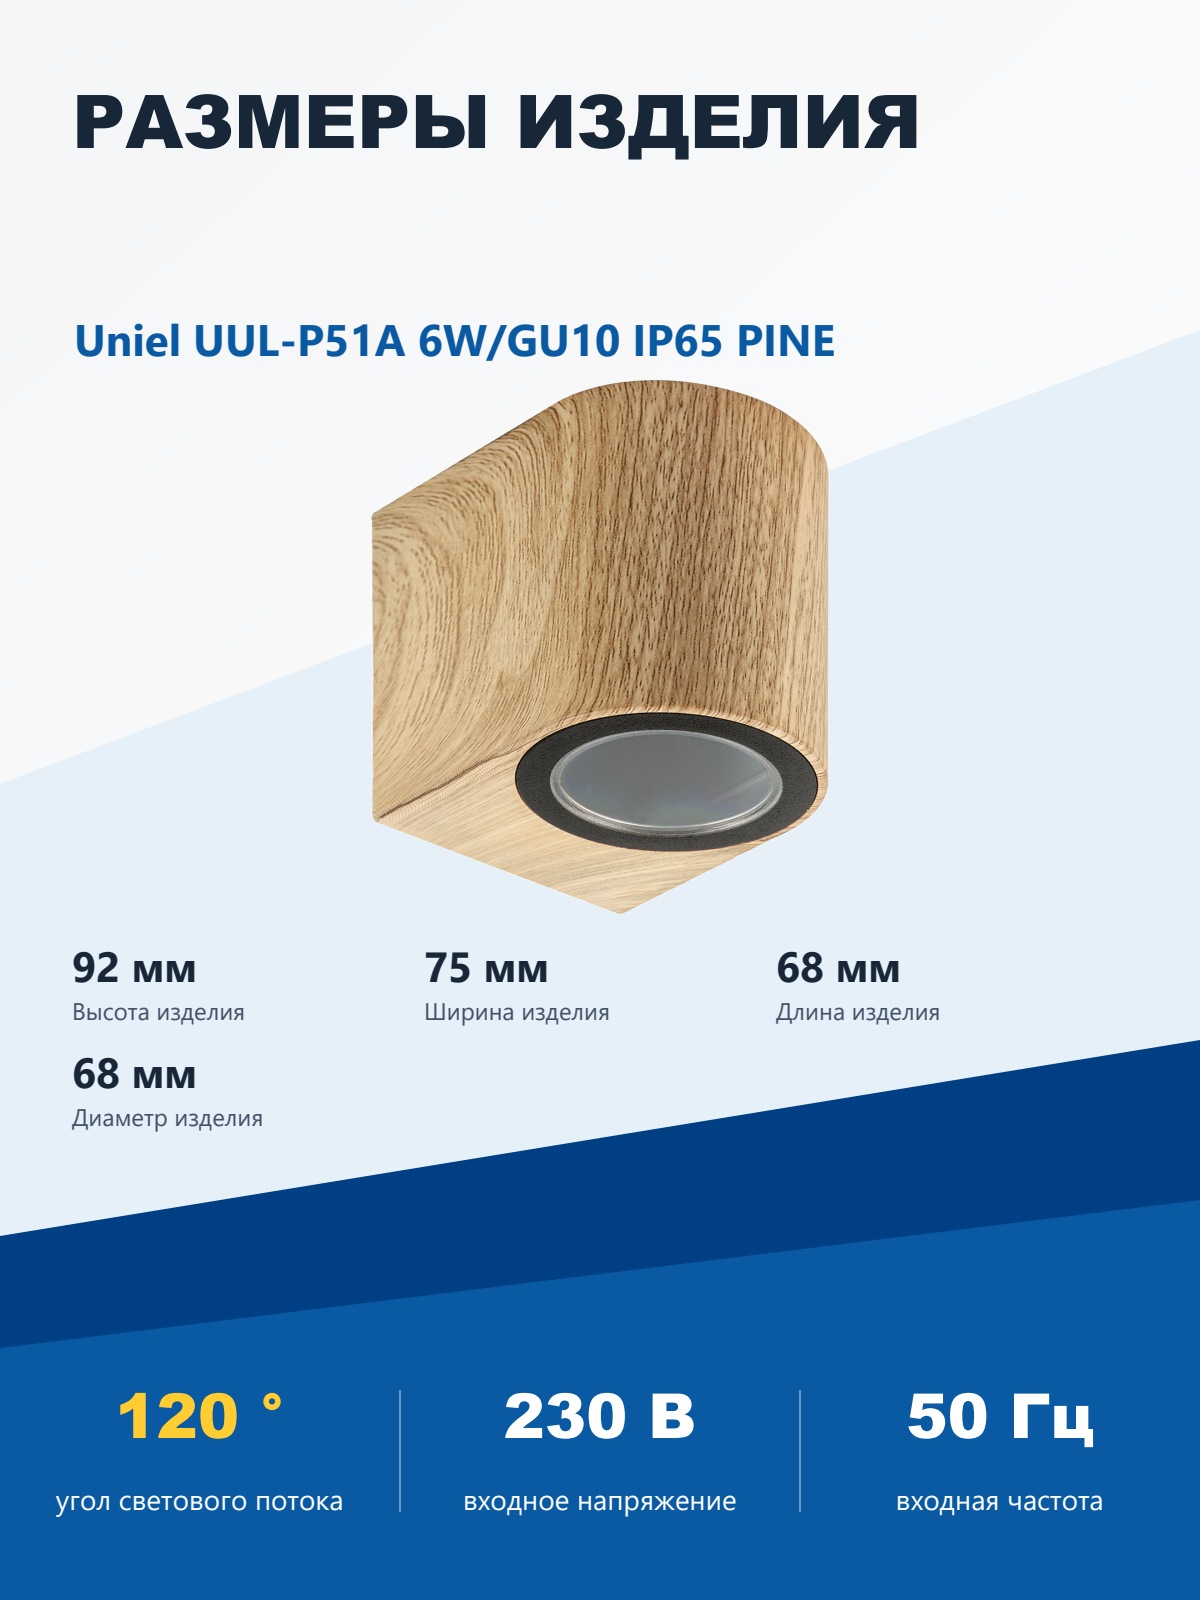 РАЗМЕРЫ ИЗДЕЛИЯ
Uniel UUL-P51A 6W/GU10 IP65 PINE
92 мм
Высота изделия
75 мм
Ширина изделия
68 мм
Длина изделия
68 мм
Диаметр изделия
120 °
угол светового потока
230 В
входное напряжение
50 Гц
входная частота